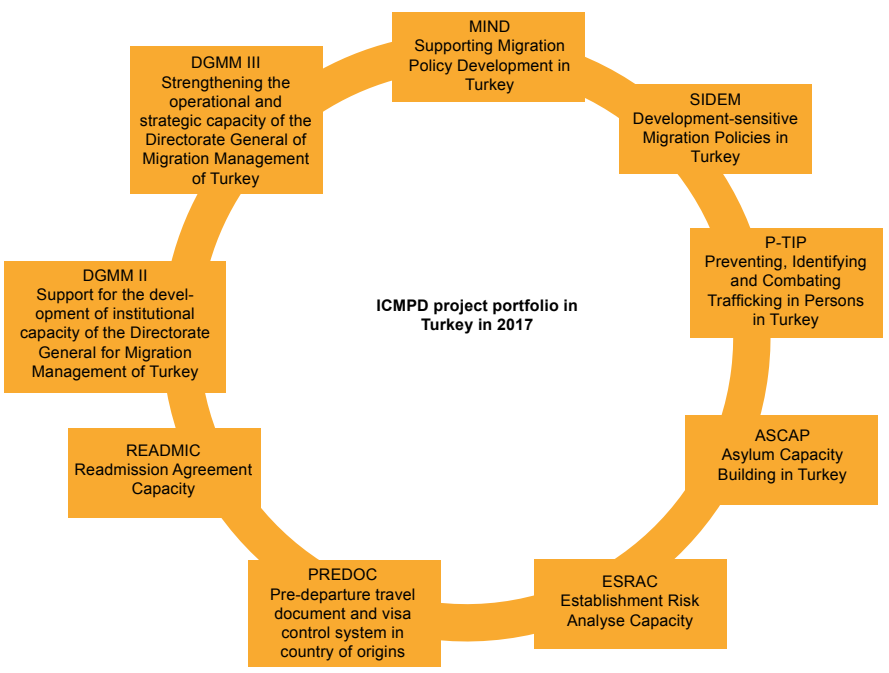 MIND
Supporting Migration
Policy Development in
Turkey
SIDEM
Development-sensitive
Migration Policies in
Turkey
P-TIP
Preventing, Identifying
and Combating
Trafficking in Persons
in Turkey
ASCAP
Asylum Capacity
Building in Turkey
ESRAC
Establishment Risk
Analyse Capacity
PREDOC
Pre-departure travel
document and visa
control system in
country of origins
READMIC
Readmission Agreement
Capacity
DGMM II
Support for the devel-
opment of institutional
capacity of the Directorate
General for Migration
Management of Turkey
DGMM III
Strengthening the
operational and
strategic capacity of the
Directorate General of
Migration Management
of Turkey
ICMPD project portfolio in
Turkey in 2017